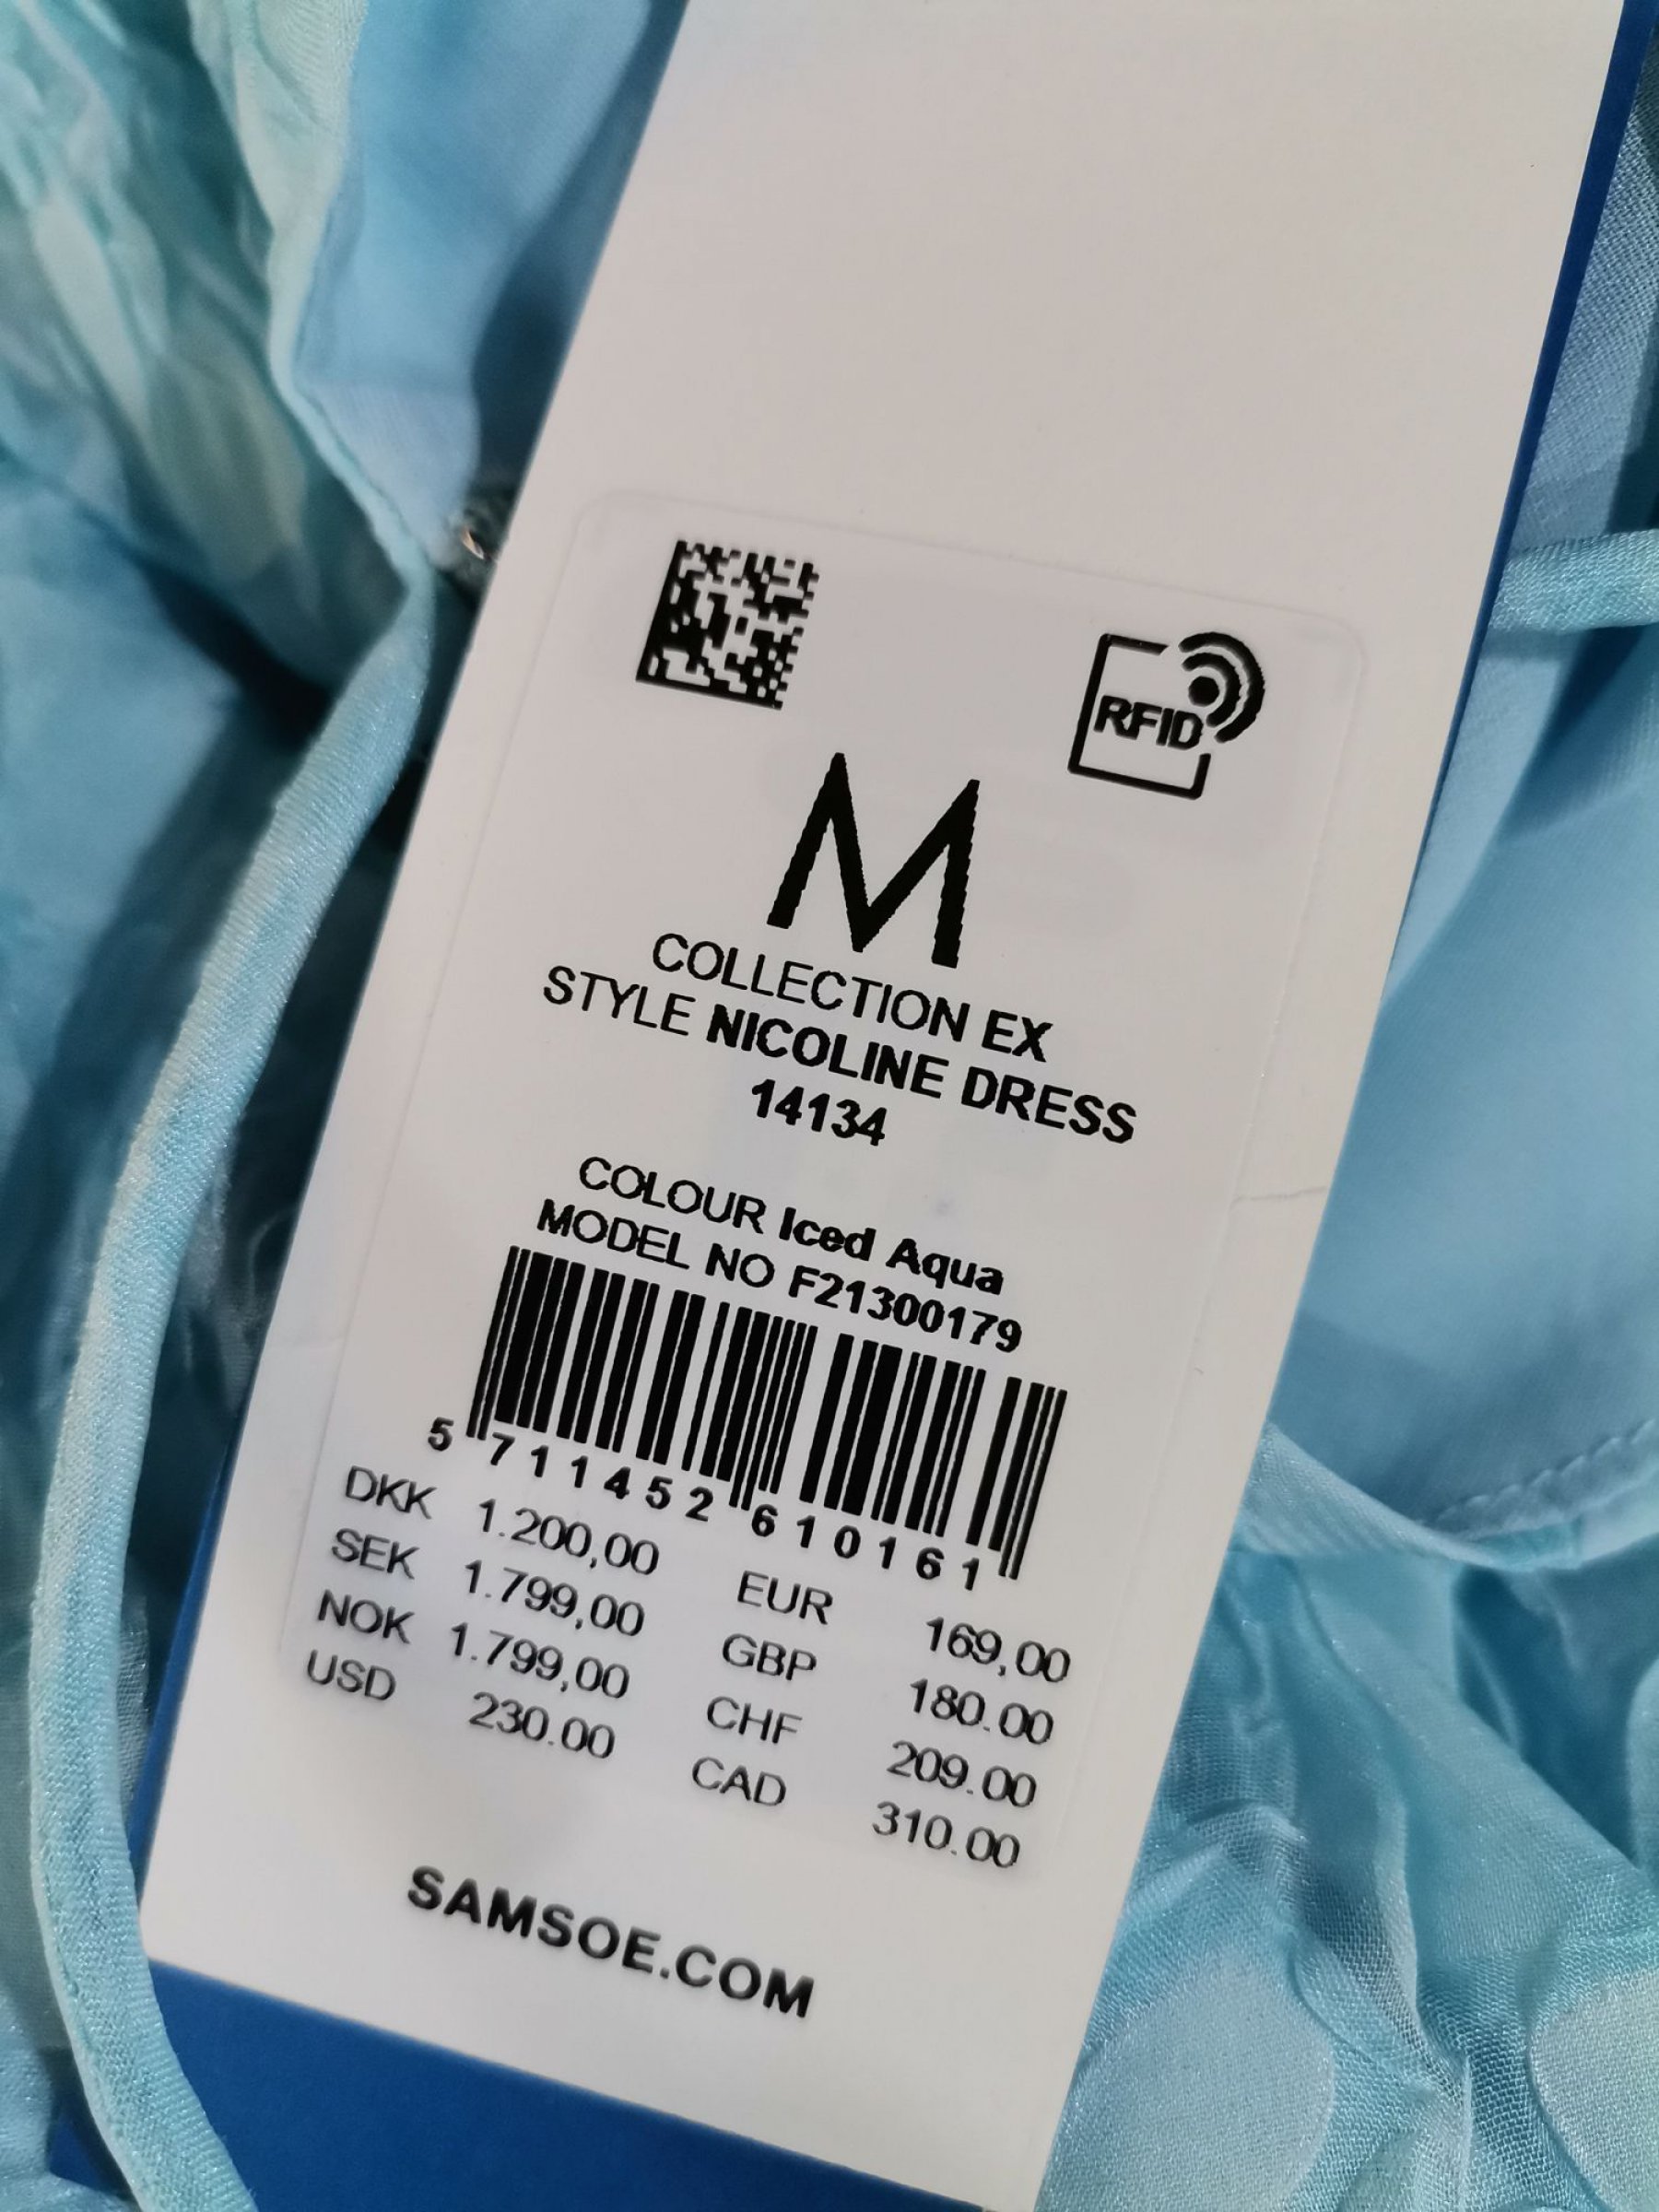 RFID
M
COLLECTION EX
STYLE NICOLINE DRESS
14134
COLOUR Iced Aqua
MODEL NO F21300179
5 711452 610161
DKK 1.200,00 EUR 169,00
SEK 1.799,00 GBP 180.00
NOK 1.799,00 CHF 209.00
USD 230.00 CAD 310.00
SAMSOE.COM